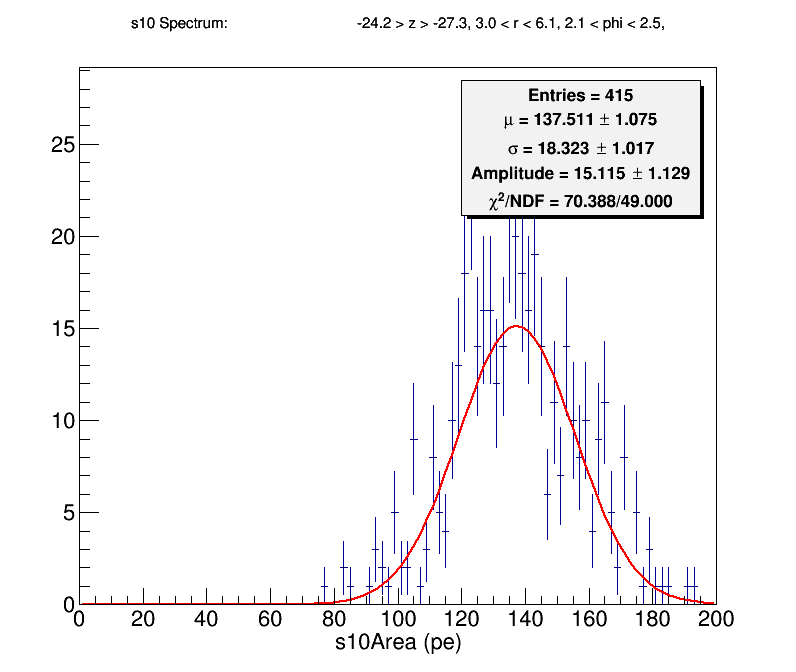 s10 Spectrum: -24.2 > z > -27.3, 3.0 < r < 6.1, 2.1 < phi < 2.5,
Entries = 415
μ = 137.511 ± 1.075
σ = 18.323 ± 1.017
Amplitude = 15.115 ± 1.129
χ²/NDF = 70.388/49.000
25
20
15
10
5
0
0 20 40 60 80 100 120 140 160 180 200
s10Area (pe)